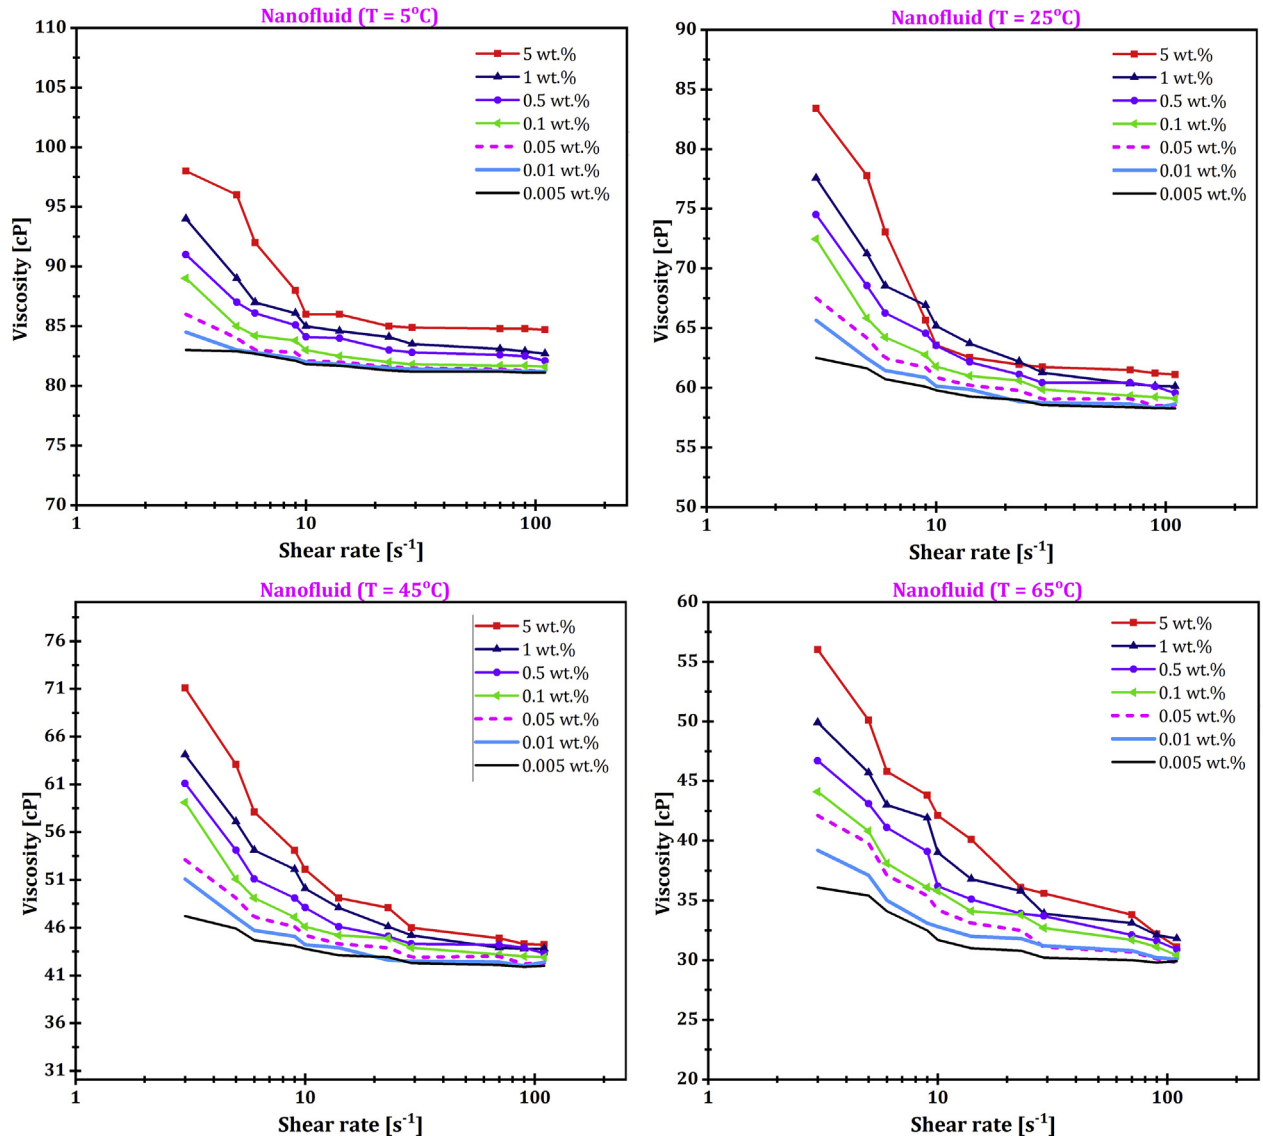 Nanofluid (T = 5°C)
110
105
100
95
90
85
80
75
70
Viscosity [cP]
5 wt.%
1 wt.%
0.5 wt.%
0.1 wt.%
0.05 wt.%
0.01 wt.%
0.005 wt.%
1 10 100
Shear rate [s⁻¹]
Nanofluid (T = 25°C)
90
85
80
75
70
65
60
55
50
Viscosity [cP]
5 wt.%
1 wt.%
0.5 wt.%
0.1 wt.%
0.05 wt.%
0.01 wt.%
0.005 wt.%
1 10 100
Shear rate [s⁻¹]
Nanofluid (T = 45°C)
76
71
66
61
56
51
46
41
36
31
Viscosity [cP]
5 wt.%
1 wt.%
0.5 wt.%
0.1 wt.%
0.05 wt.%
0.01 wt.%
0.005 wt.%
1 10 100
Shear rate [s⁻¹]
Nanofluid (T = 65°C)
60
55
50
45
40
35
30
25
20
Viscosity [cP]
5 wt.%
1 wt.%
0.5 wt.%
0.1 wt.%
0.05 wt.%
0.01 wt.%
0.005 wt.%
1 10 100
Shear rate [s⁻¹]